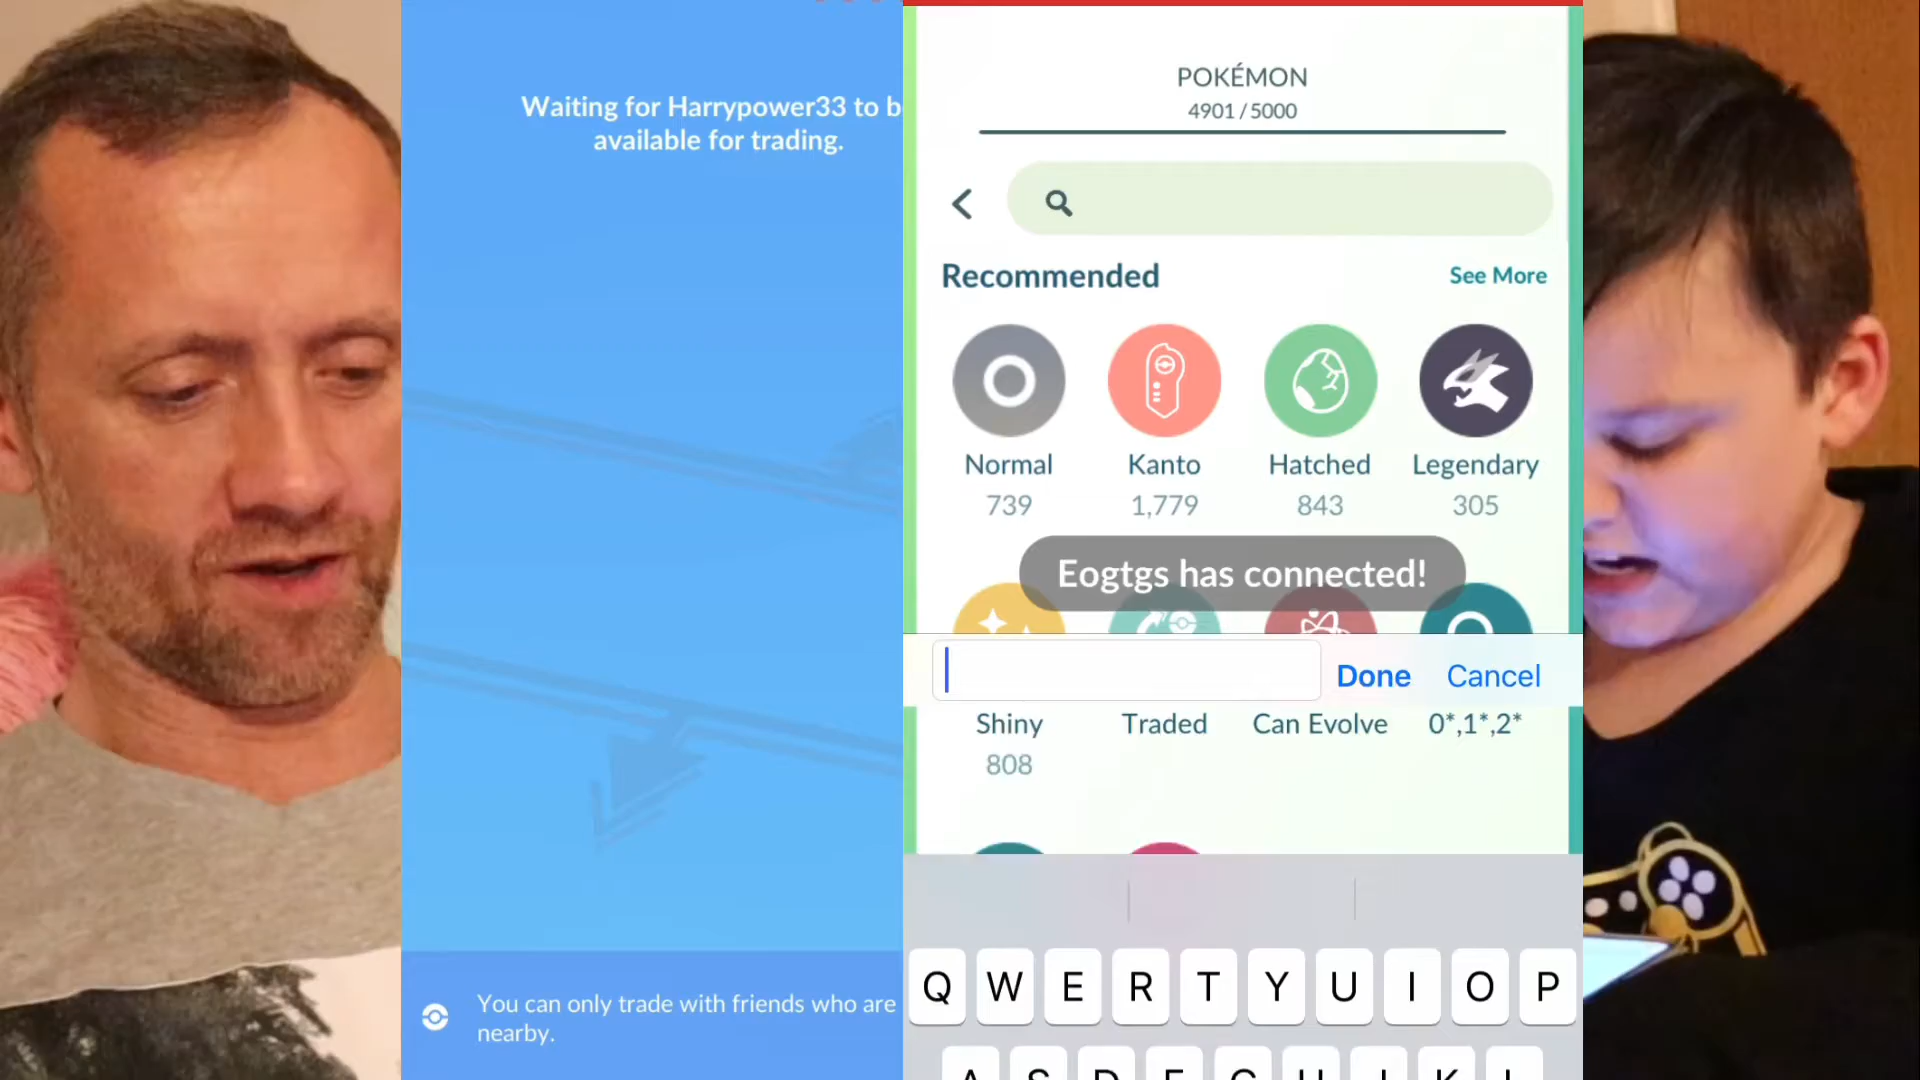 Waiting for Harrypower33 to b
available for trading.
You can only trade with friends who are
nearby.
POKÉMON
4901/5000
Recommended
See More
Normal
Kanto
Hatched
Legendary
739
1,779
843
305
Eogtgs has connected!
Done
Cancel
Shiny
Traded
Can Evolve
0*,1*,2*
808
Q W E R T Y U I O P
A S D F G H J K L